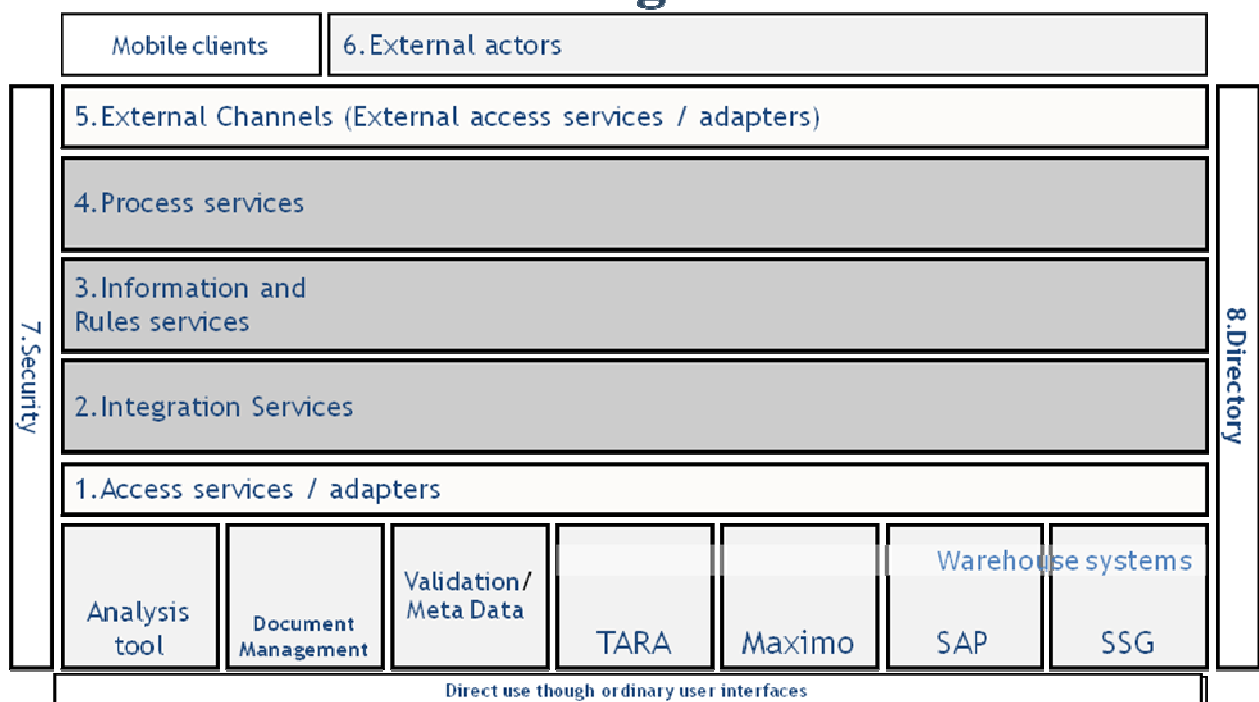 Mobile clients
6.External actors
5.External Channels (External access services / adapters)
4.Process services
3.Information and
Rules services
2.Integration Services
1.Access services / adapters
7.Security
8.Directory
Warehouse systems
Analysis
tool
Document
Management
Validation/
Meta Data
TARA
Maximo
SAP
SSG
Direct use though ordinary user interfaces